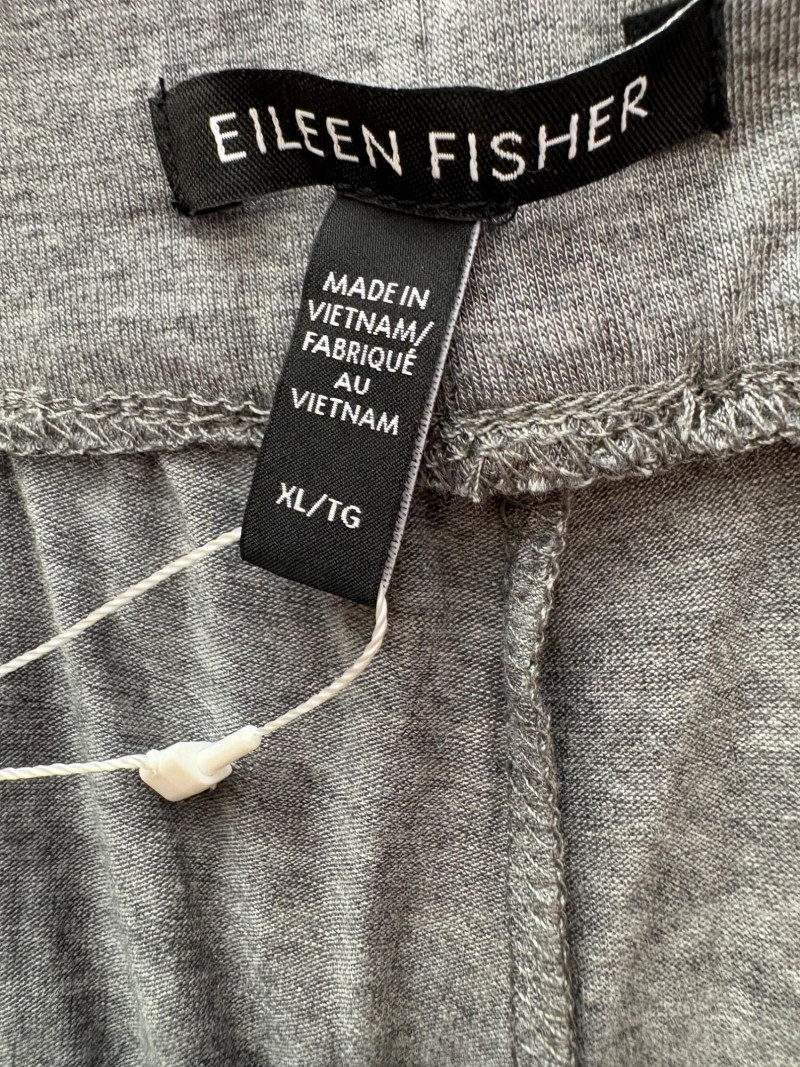 EILEEN FISHER
MADE IN
VIETNAM/
FABRIQUÉ
AU
VIETNAM
XL/TG